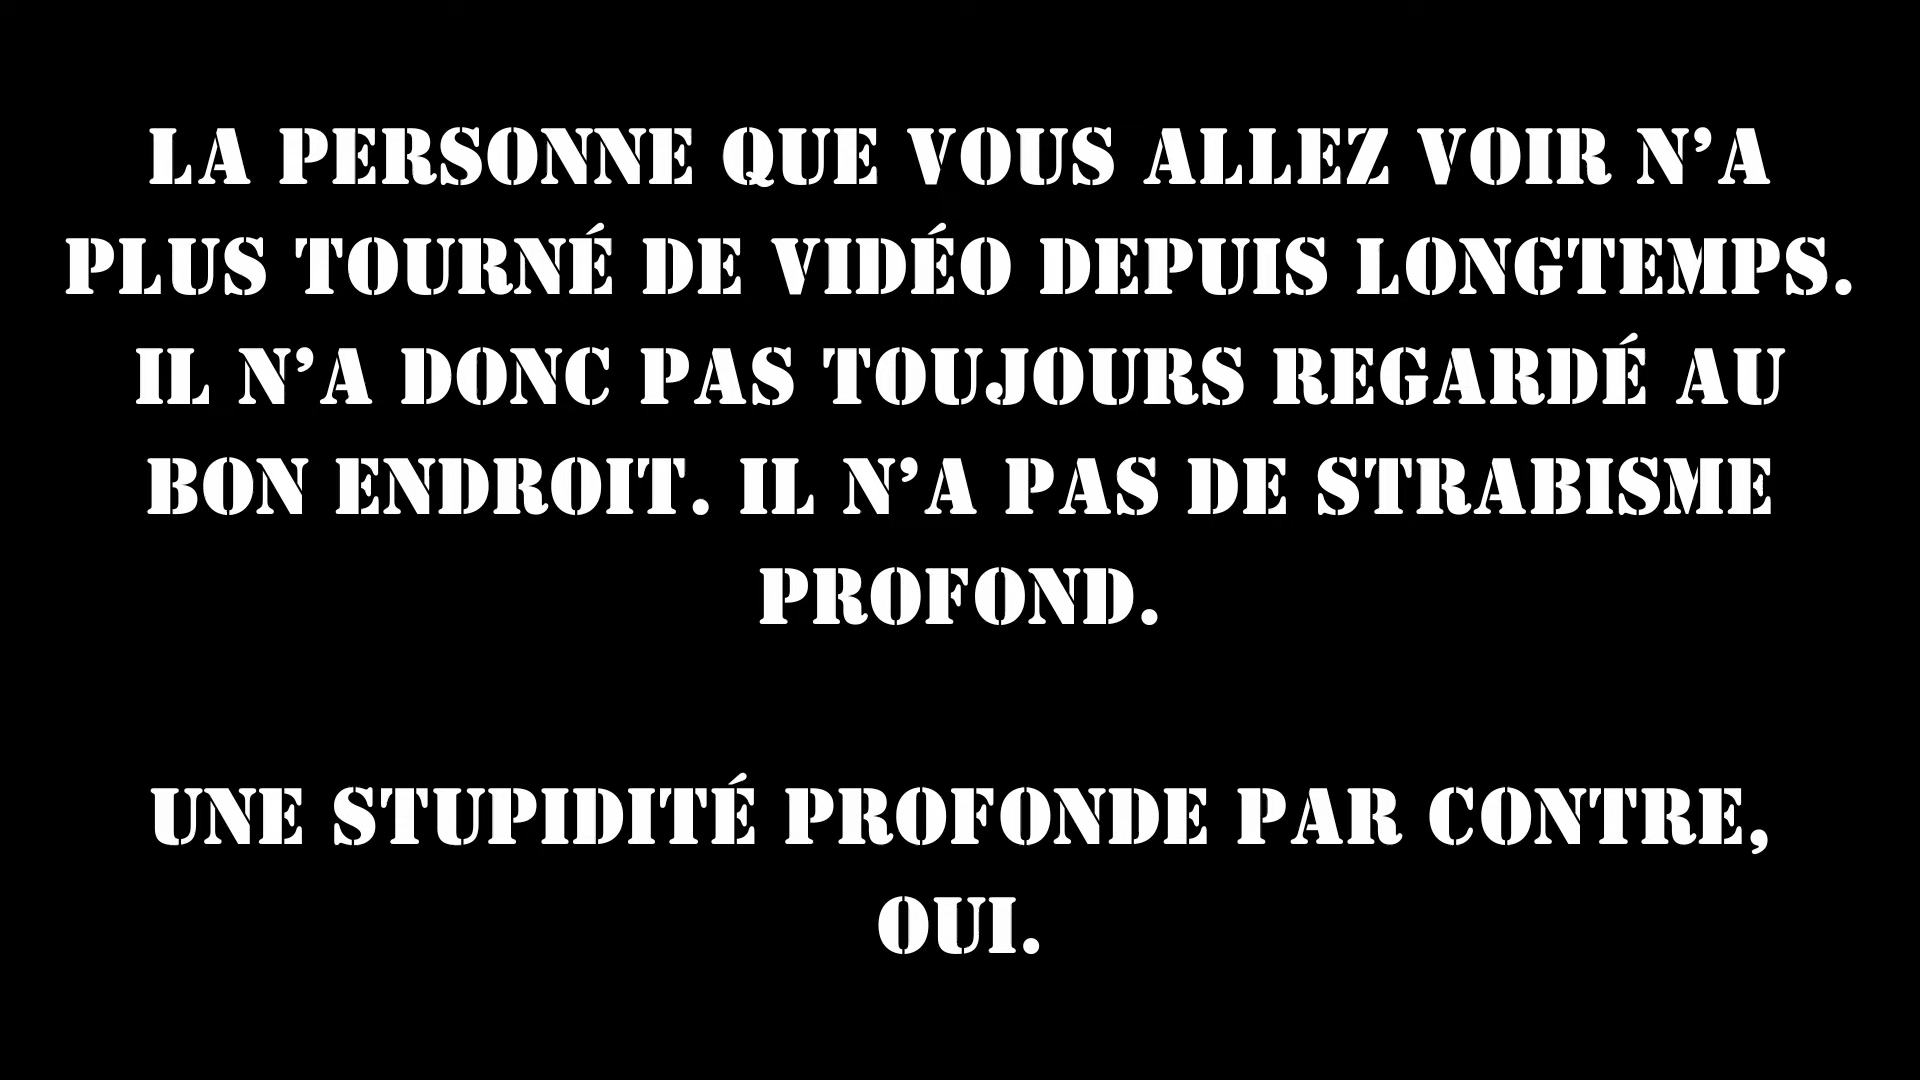 LA PERSONNE QUE VOUS ALLEZ VOIR N’A
PLUS TOURNÉ DE VIDÉO DEPUIS LONGTEMPS.
IL N’A DONC PAS TOUJOURS REGARDÉ AU
BON ENDROIT. IL N’A PAS DE STRABISME
PROFOND.
UNE STUPIDITÉ PROFONDE PAR CONTRE,
OUI.